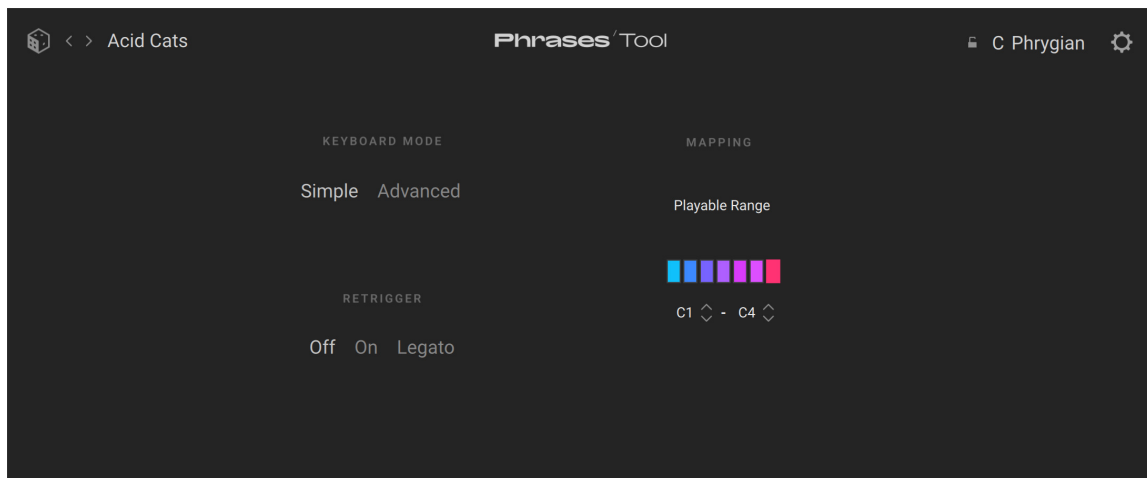 Acid Cats
Phrases'Tool
C Phrygian
KEYBOARD MODE
Simple Advanced
RETRIGGER
Off On Legato
MAPPING
Playable Range
C1 - C4